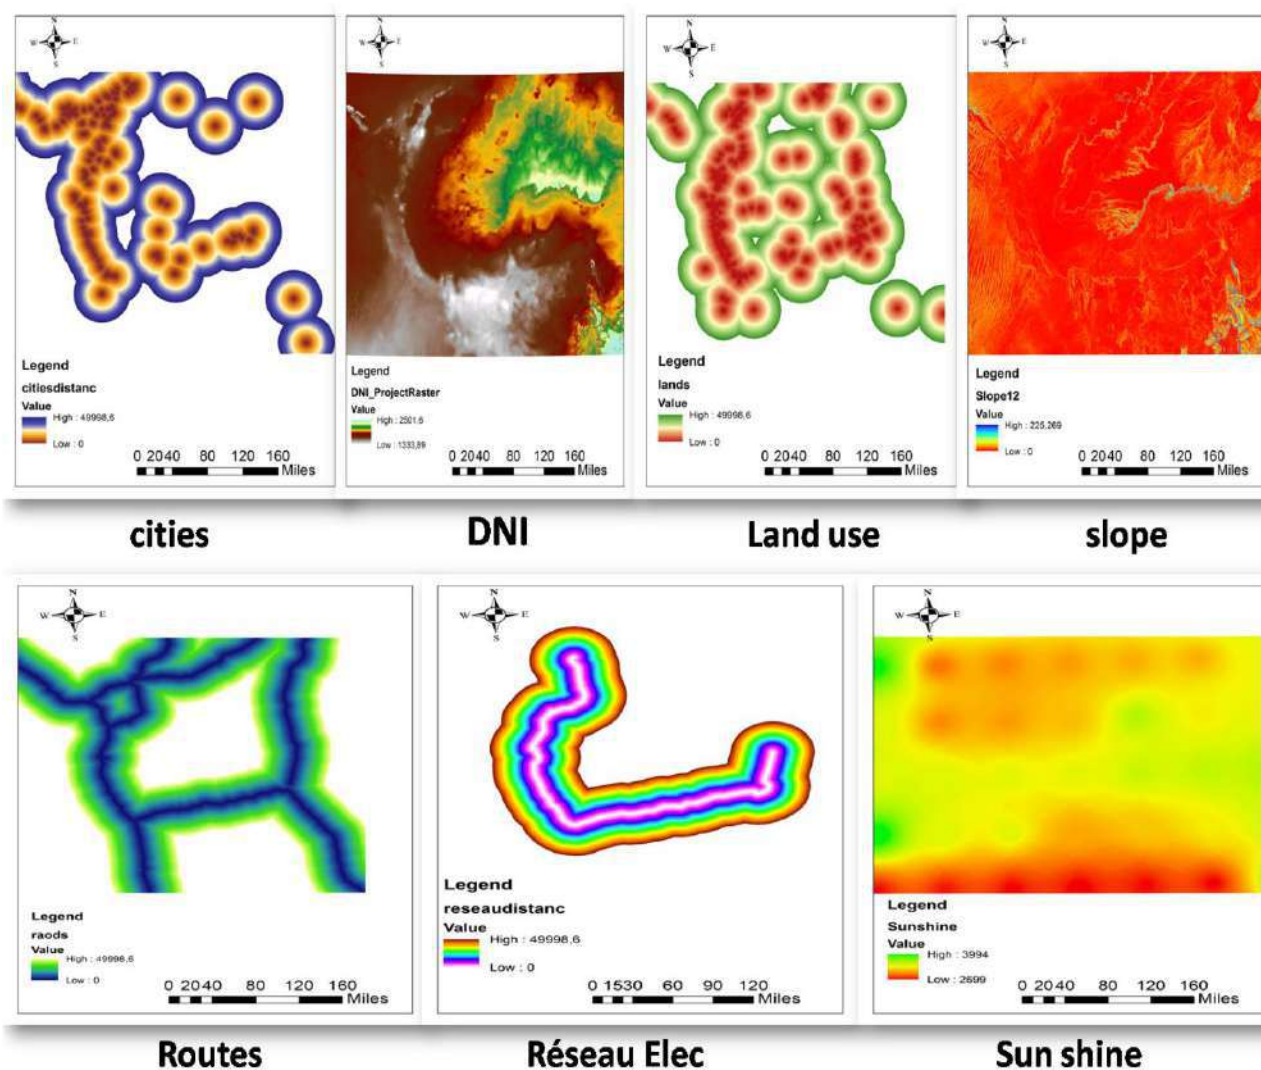 N
W E
S
Legend
citiesdistanc
Value
High : 49998,6
Low : 0
0 2040 80 120 160
Miles
N
W E
S
Legend
DNI_ProjectRaster
Value
High : 2501.6
Low : 1333,89
0 2040 80 120 160
Miles
N
W E
S
Legend
lands
Value
High : 49998,6
Low : 0
0 2040 80 120 160
Miles
N
W E
S
Legend
Slope12
Value
High : 225,269
Low : 0
0 2040 80 120 160
Miles
cities
DNI
Land use
slope
N
W E
S
Legend
raods
Value
High : 49998,6
Low : 0
0 2040 80 120 160
Miles
N
W E
S
Legend
reseaudistanc
Value
High : 49998,6
Low : 0
0 1530 60 90 120
Miles
N
W E
S
Legend
Sunshine
Value
High : 3994
Low : 2699
0 2040 80 120 160
Miles
Routes
Réseau Elec
Sun shine